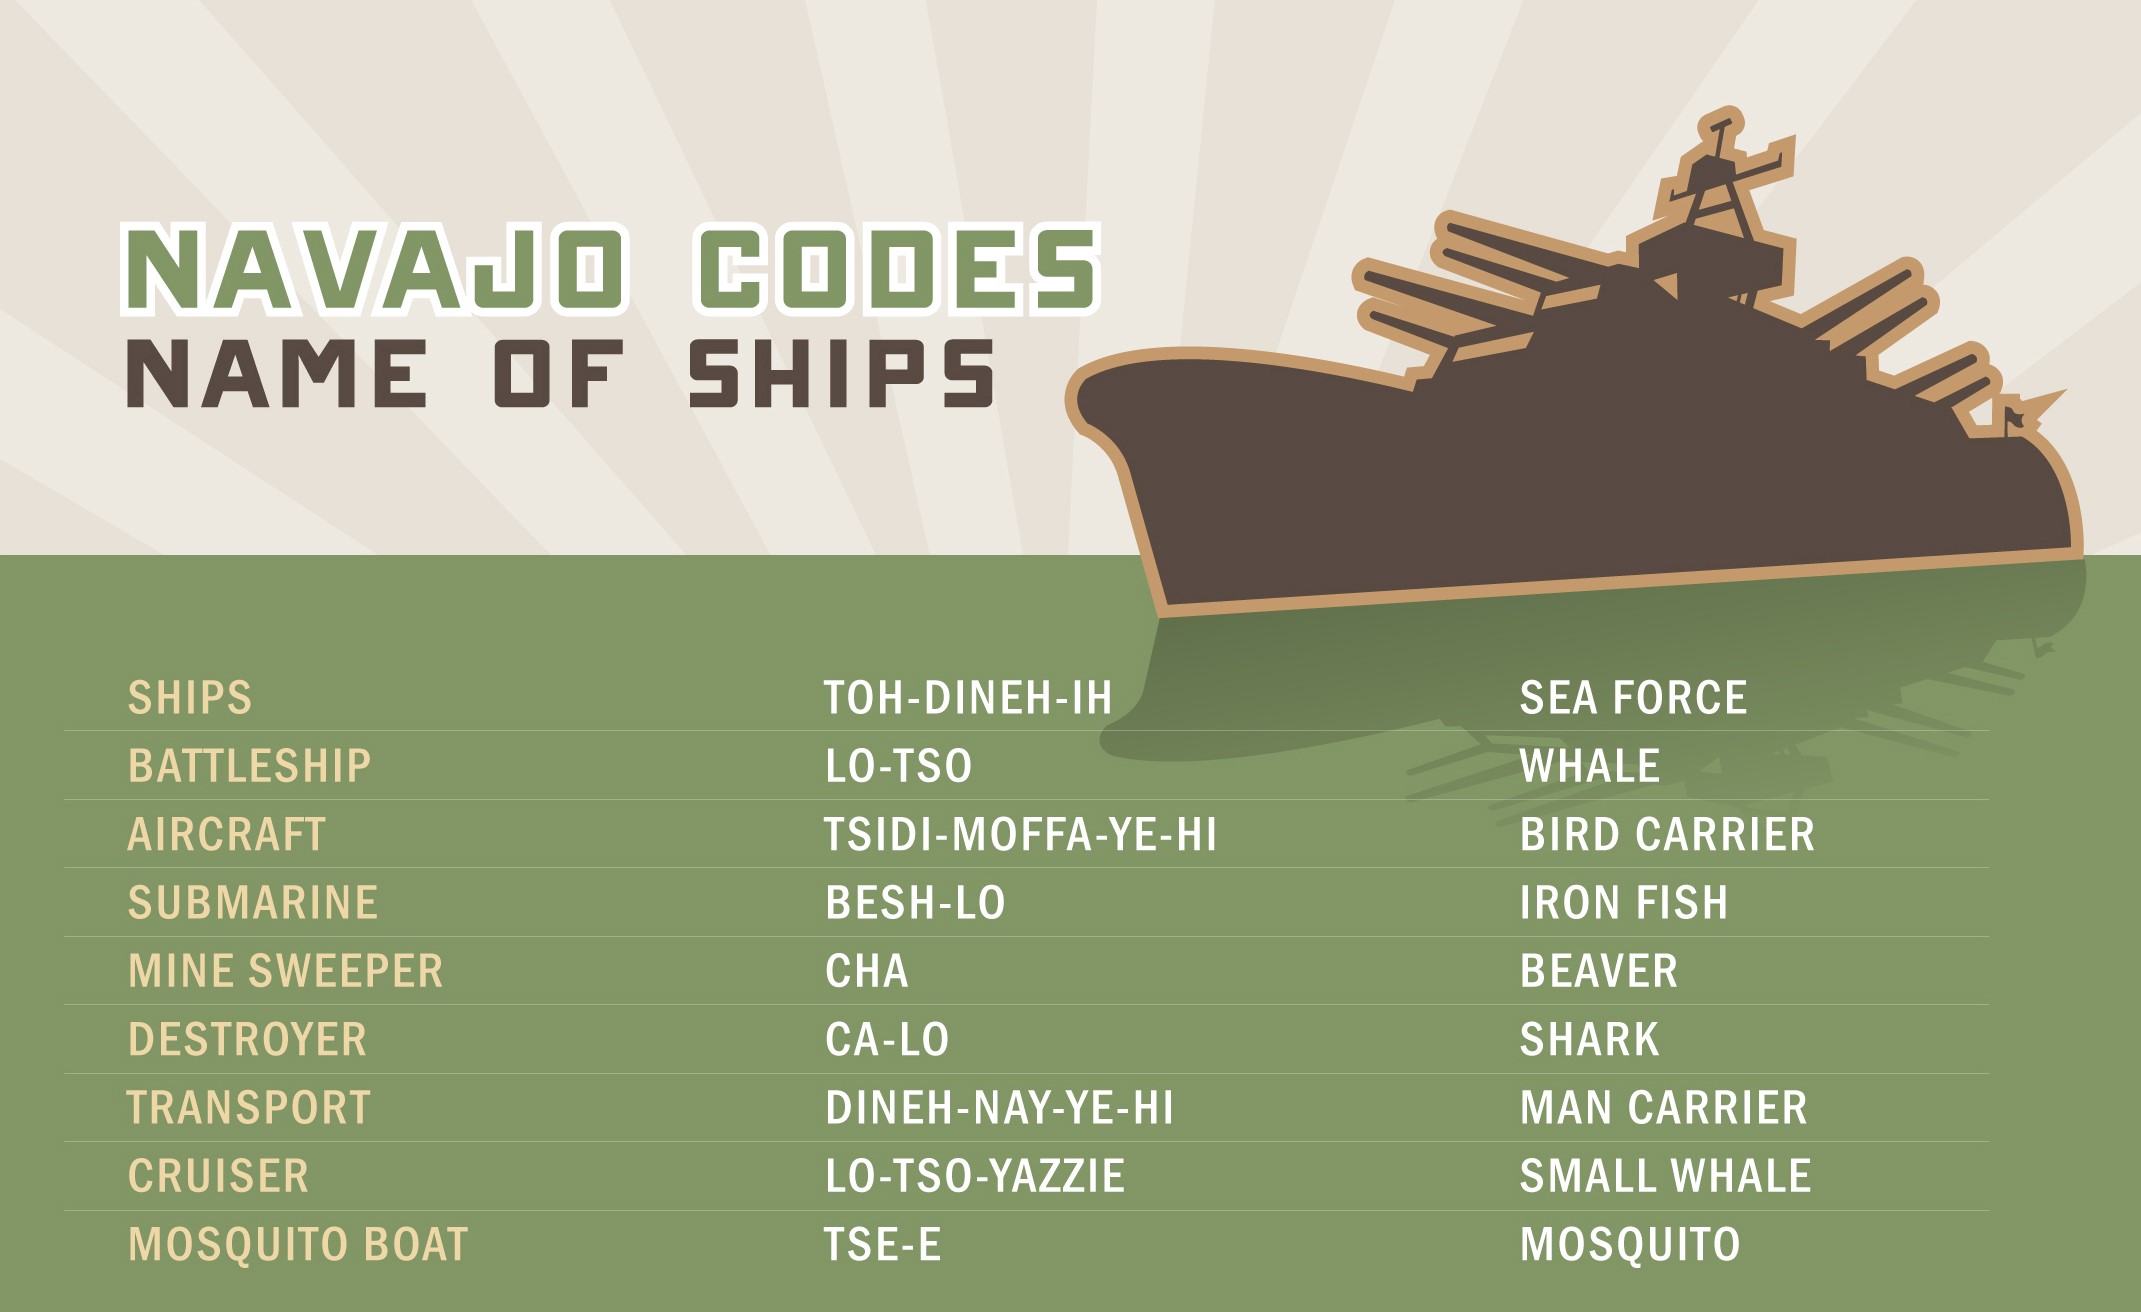 NAVAJO CODES
NAME OF SHIPS
SHIPS TOH-DINEH-IH SEA FORCE
BATTLESHIP LO-TSO WHALE
AIRCRAFT TSIDI-MOFFA-YE-HI BIRD CARRIER
SUBMARINE BESH-LO IRON FISH
MINE SWEEPER CHA BEAVER
DESTROYER CA-LO SHARK
TRANSPORT DINEH-NAY-YE-HI MAN CARRIER
CRUISER LO-TSO-YAZZIE SMALL WHALE
MOSQUITO BOAT TSE-E MOSQUITO